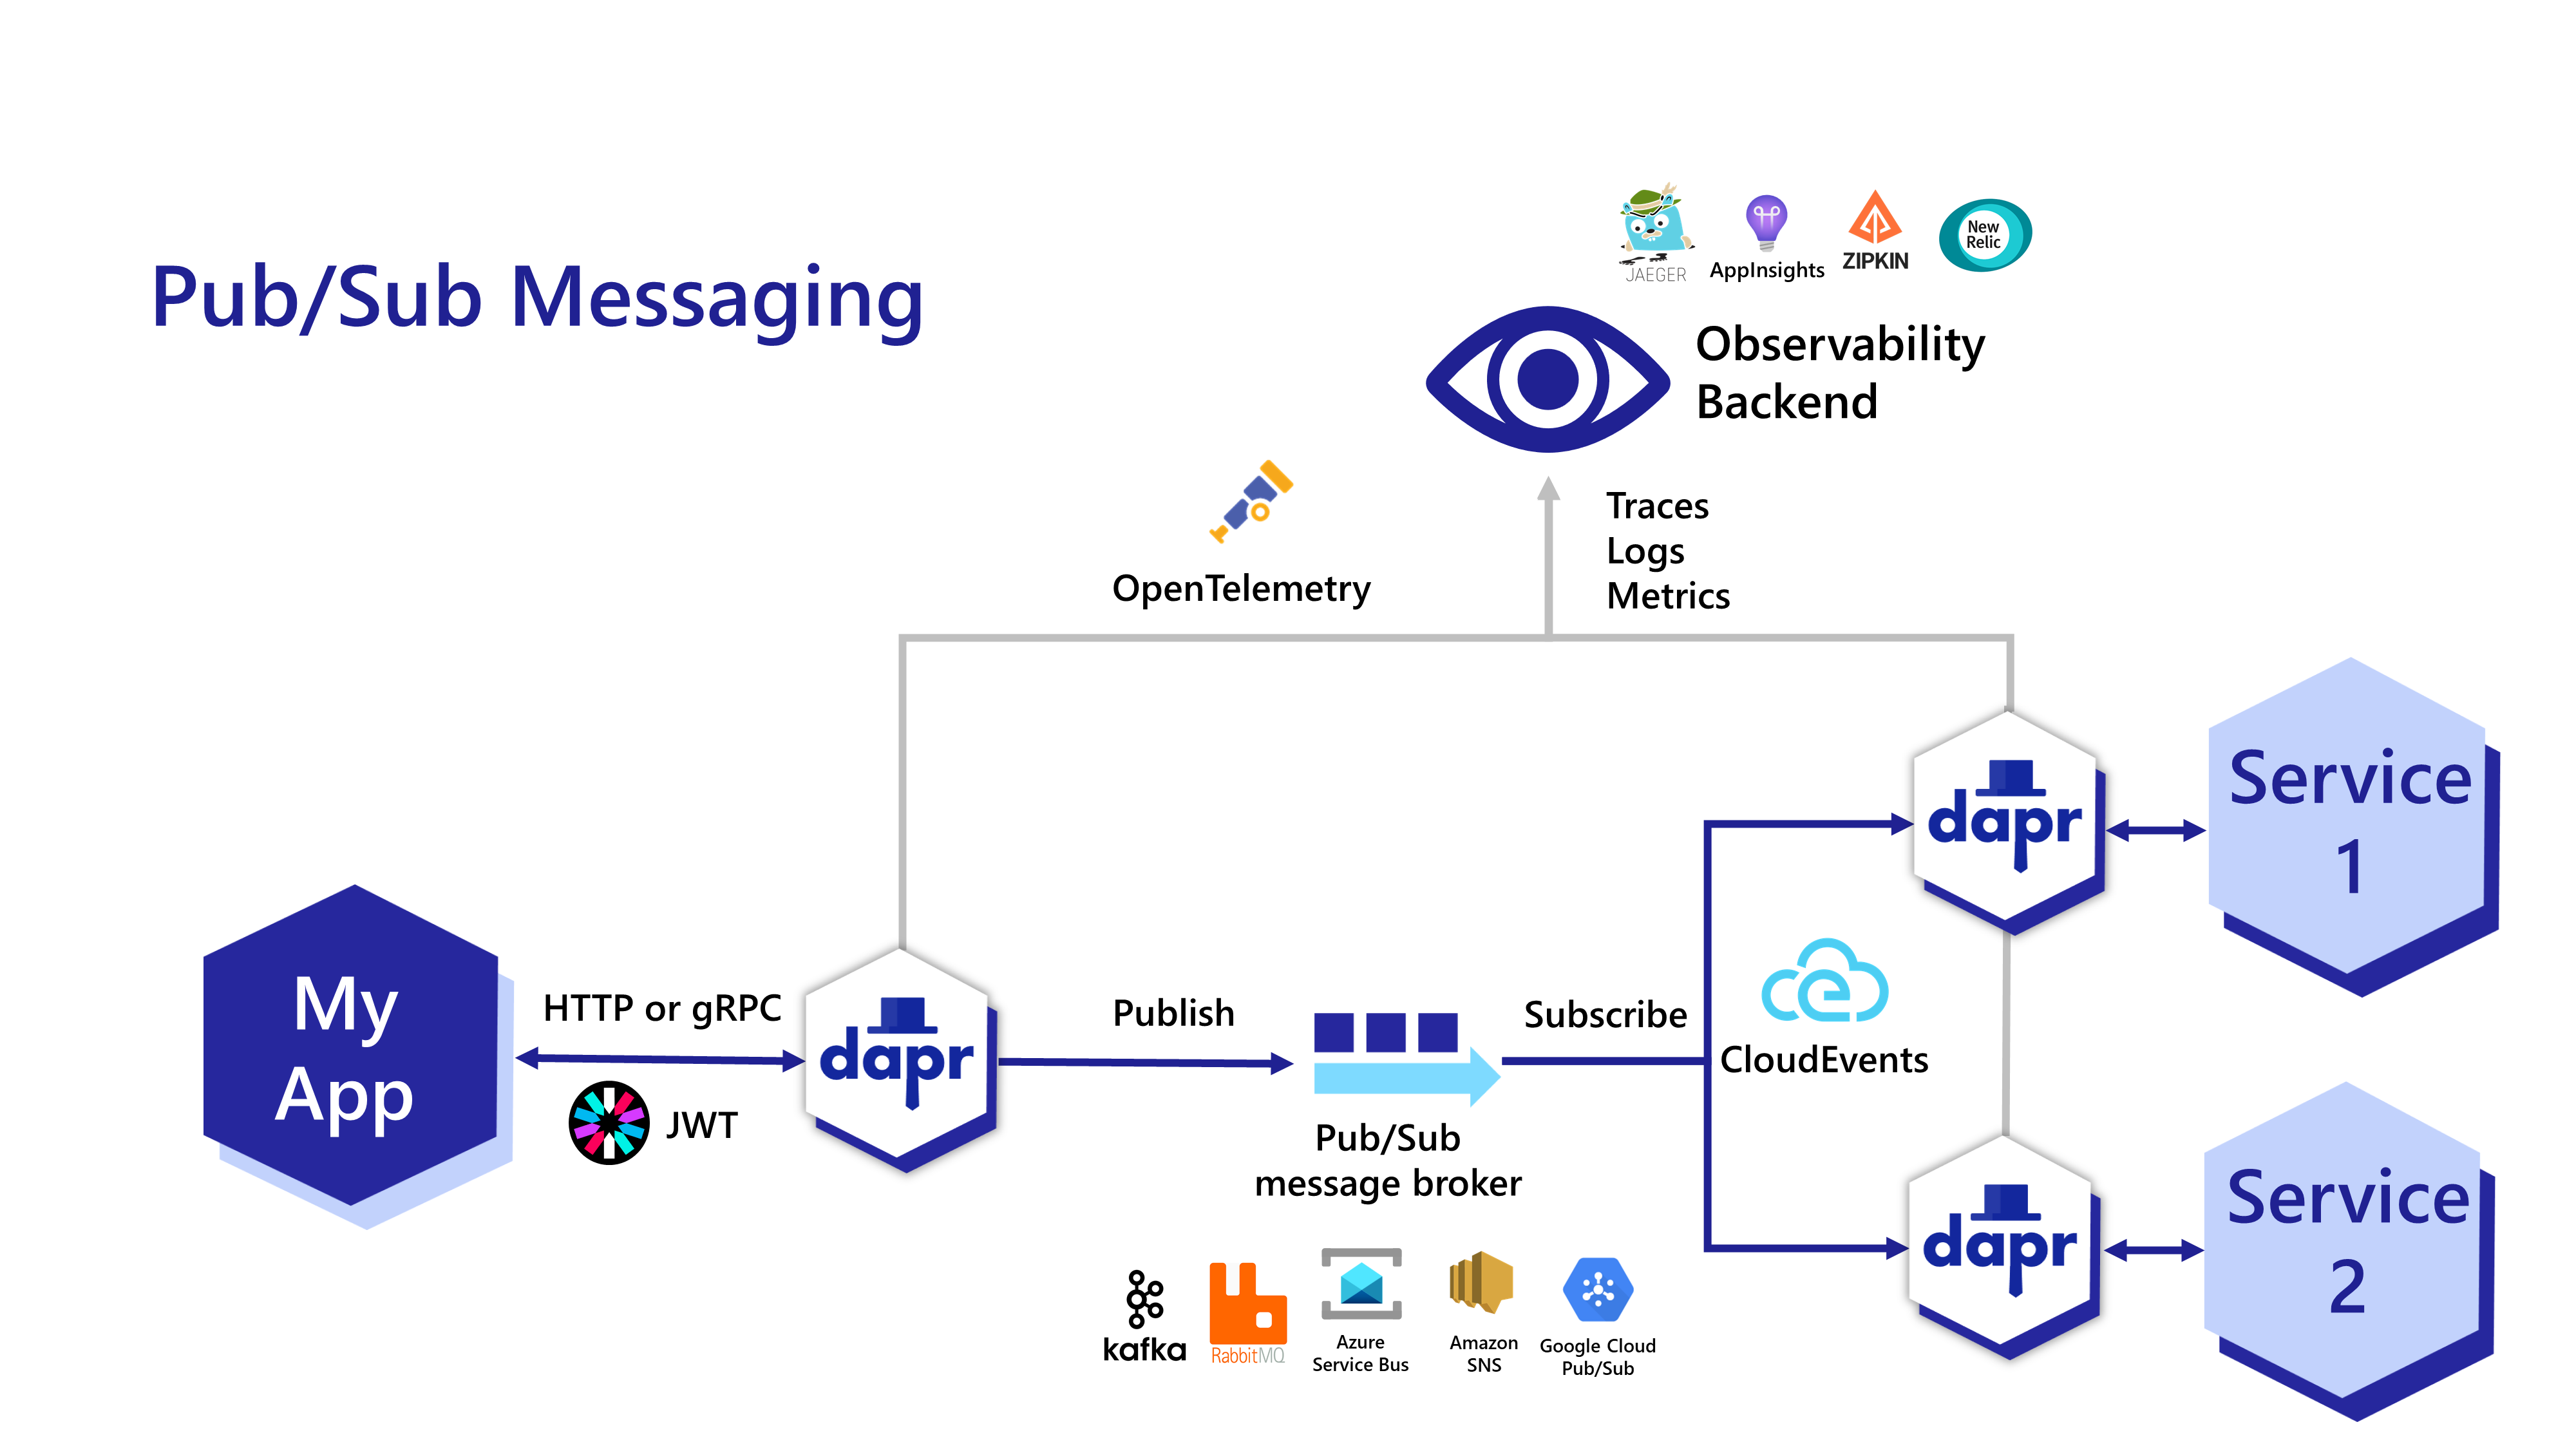 Pub/Sub Messaging
JAEGER
AppInsights
ZIPKIN
New
Relic
Observability
Backend
OpenTelemetry
Traces
Logs
Metrics
My
App
HTTP or gRPC
JWT
dapr
Publish
Pub/Sub
message broker
Subscribe
CloudEvents
dapr
Service
1
dapr
Service
2
kafka
RabbitMQ
Azure
Service Bus
Amazon
SNS
Google Cloud
Pub/Sub